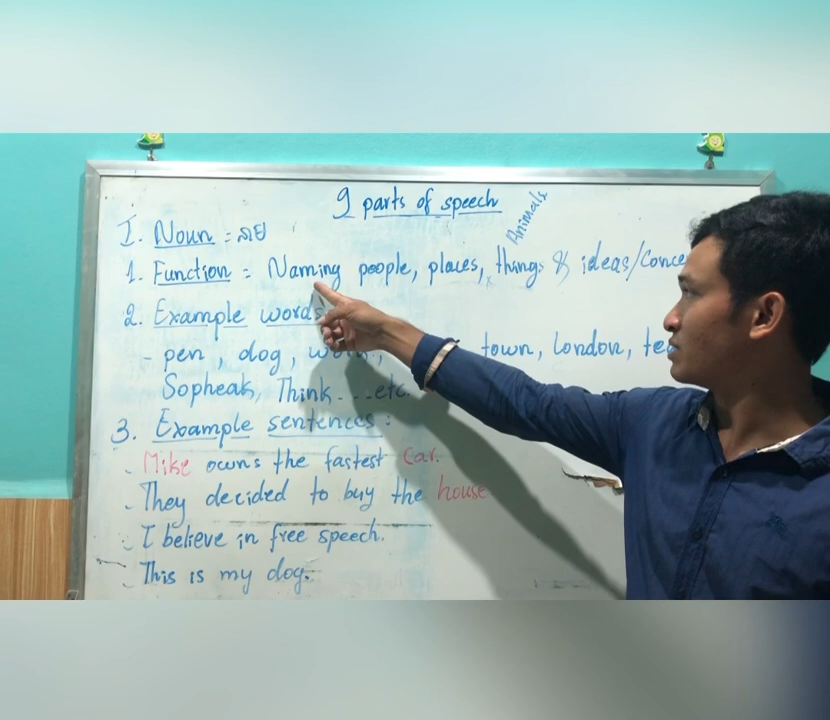 9 parts of speech
I. Noun = នាម
Animals
1. Function = Naming people, places, things & ideas/conce
2. Example words
- pen, dog, town, London, tea
Sopheak, Think...etc.
3. Example sentences:
- Mike owns the fastest car.
- They decided to buy the house
- I believe in free speech.
- This is my dog.